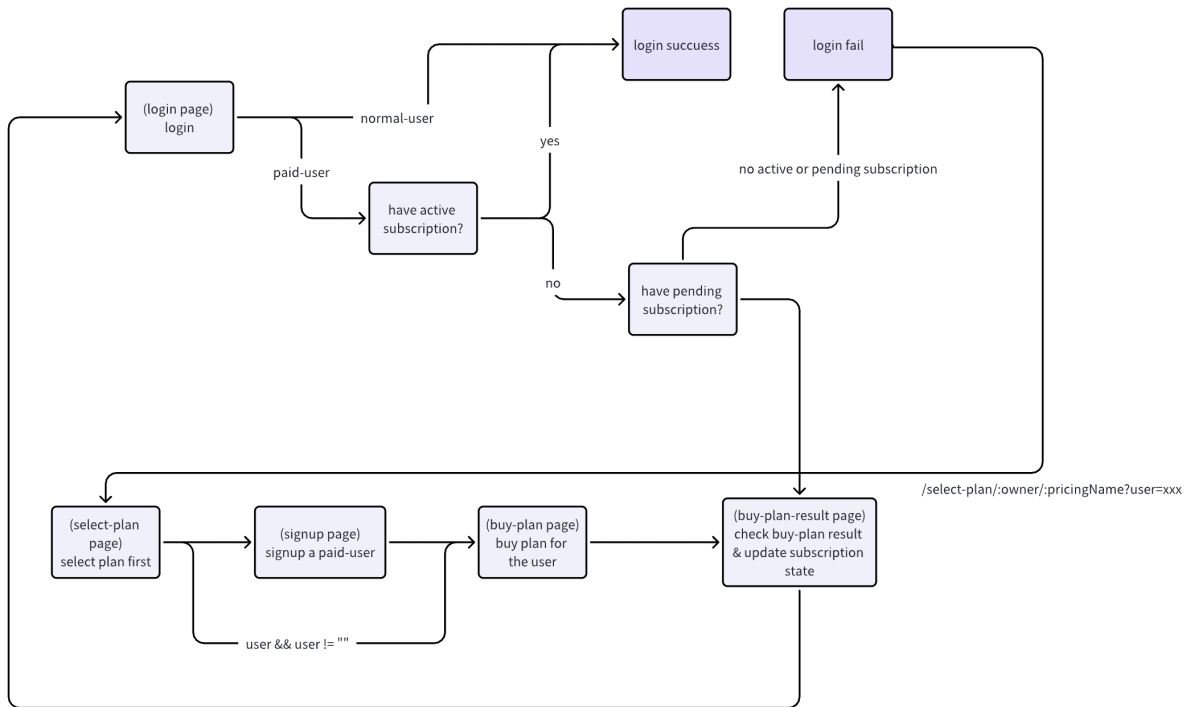 login succuess
login fail
(login page)
login
normal-user
yes
paid-user
no active or pending subscription
have active
subscription?
no
have pending
subscription?
/select-plan/:owner/:pricingName?user=xxx
(select-plan
page)
select plan first
(signup page)
signup a paid-user
(buy-plan page)
buy plan for
the user
(buy-plan-result page)
check buy-plan result
& update subscription
state
user && user != ""